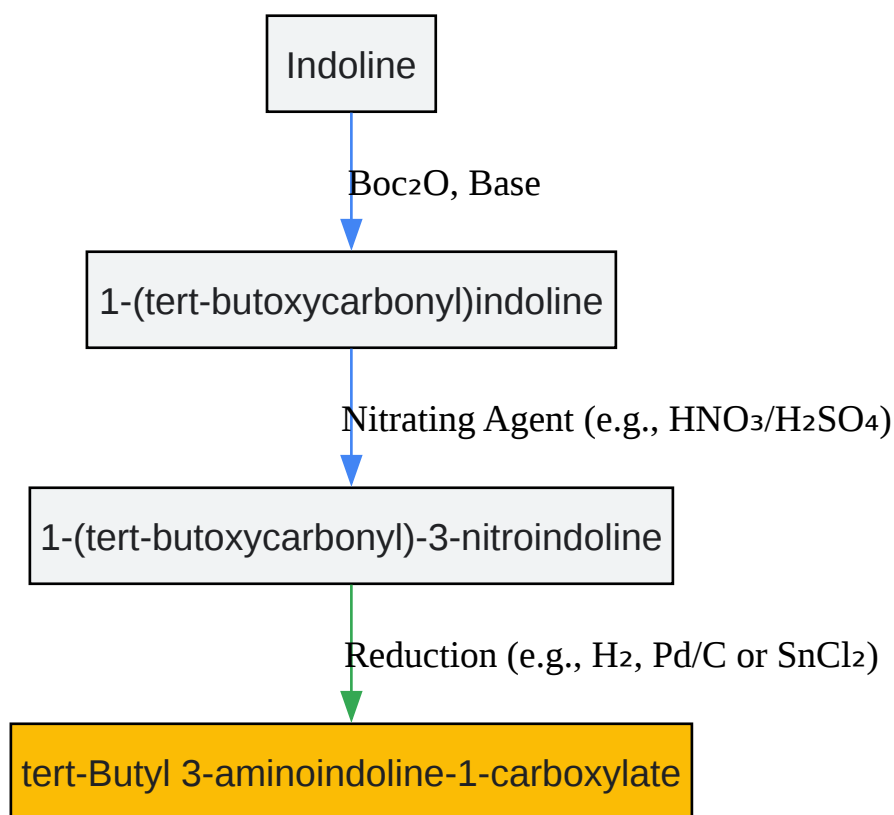 Indoline
Boc₂O, Base
1-(tert-butoxycarbonyl)indoline
Nitrating Agent (e.g., HNO₃/H₂SO₄)
1-(tert-butoxycarbonyl)-3-nitroindoline
Reduction (e.g., H₂, Pd/C or SnCl₂)
tert-Butyl 3-aminoindoline-1-carboxylate